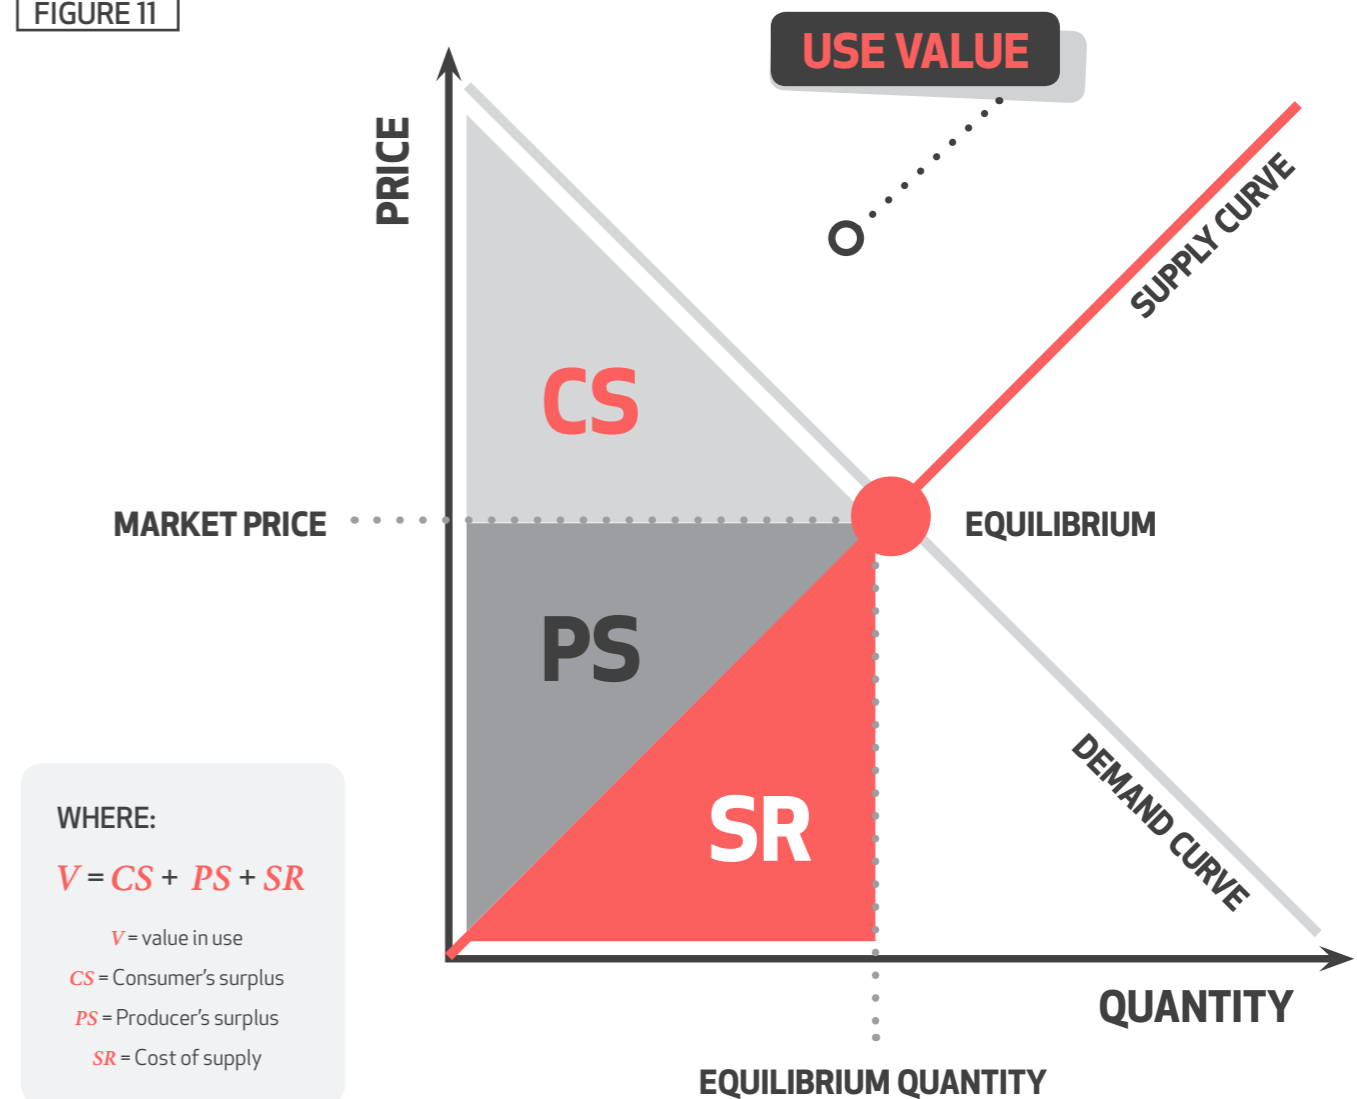 FIGURE 11
USE VALUE
PRICE
SUPPLY CURVE
CS
MARKET PRICE
EQUILIBRIUM
PS
DEMAND CURVE
SR
WHERE:
V = CS + PS + SR
V = value in use
CS = Consumer's surplus
PS = Producer's surplus
SR = Cost of supply
QUANTITY
EQUILIBRIUM QUANTITY